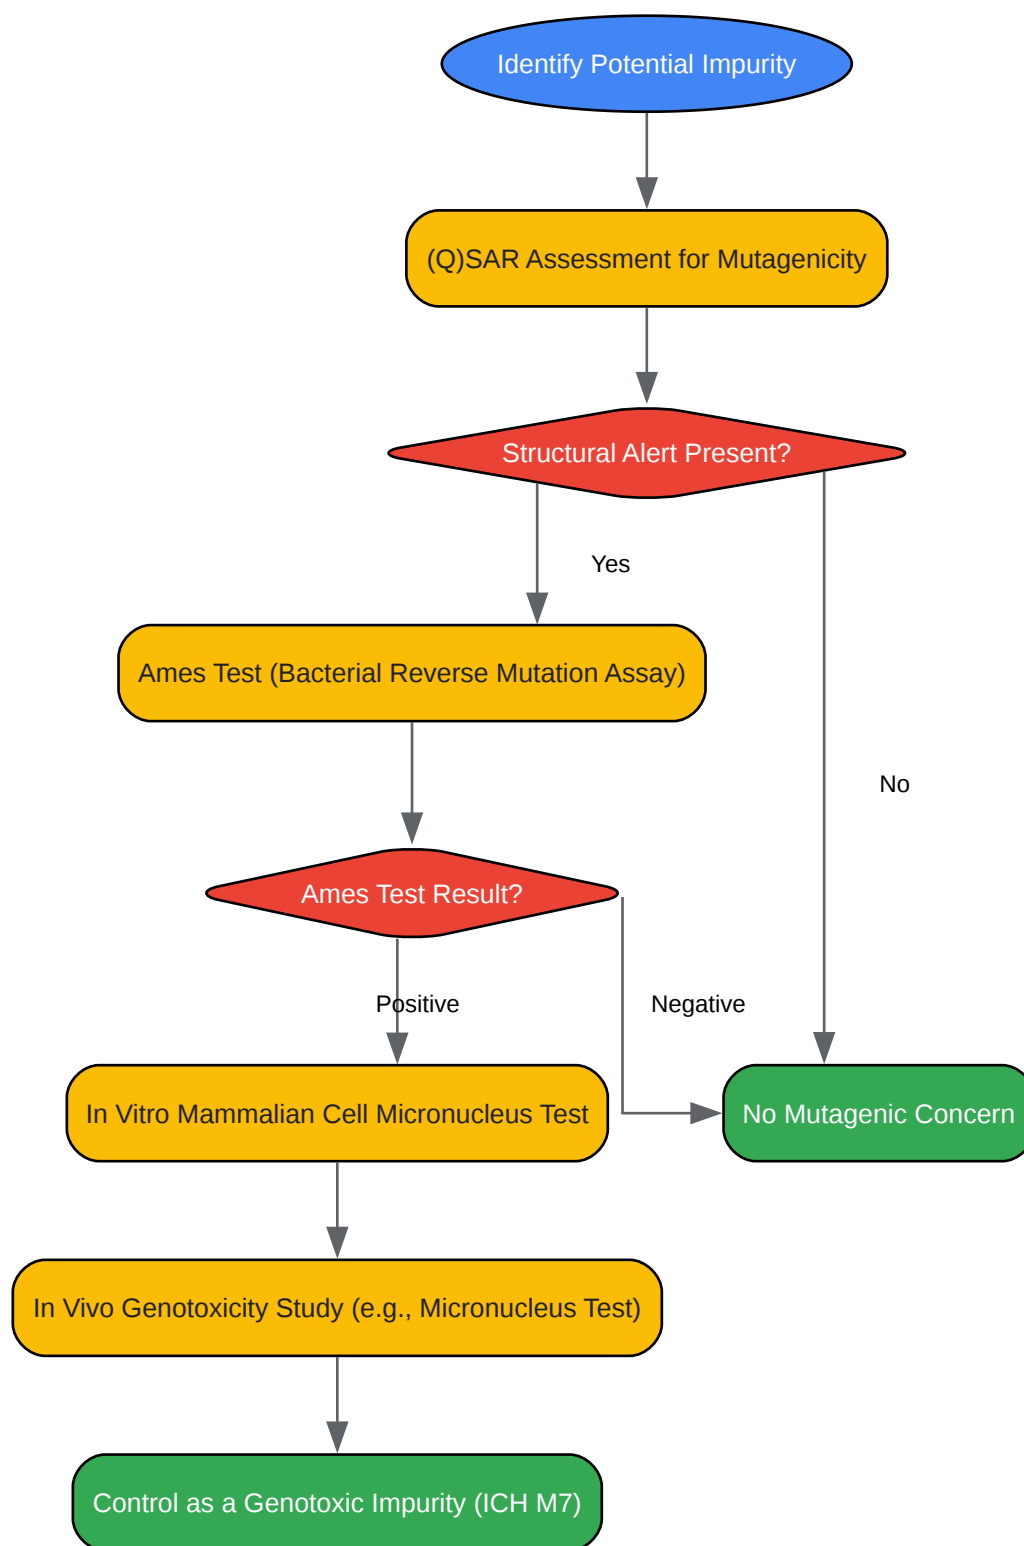 Identify Potential Impurity
(Q)SAR Assessment for Mutagenicity
Structural Alert Present?
Yes
Ames Test (Bacterial Reverse Mutation Assay)
No
Ames Test Result?
Positive
Negative
In Vitro Mammalian Cell Micronucleus Test
No Mutagenic Concern
In Vivo Genotoxicity Study (e.g., Micronucleus Test)
Control as a Genotoxic Impurity (ICH M7)